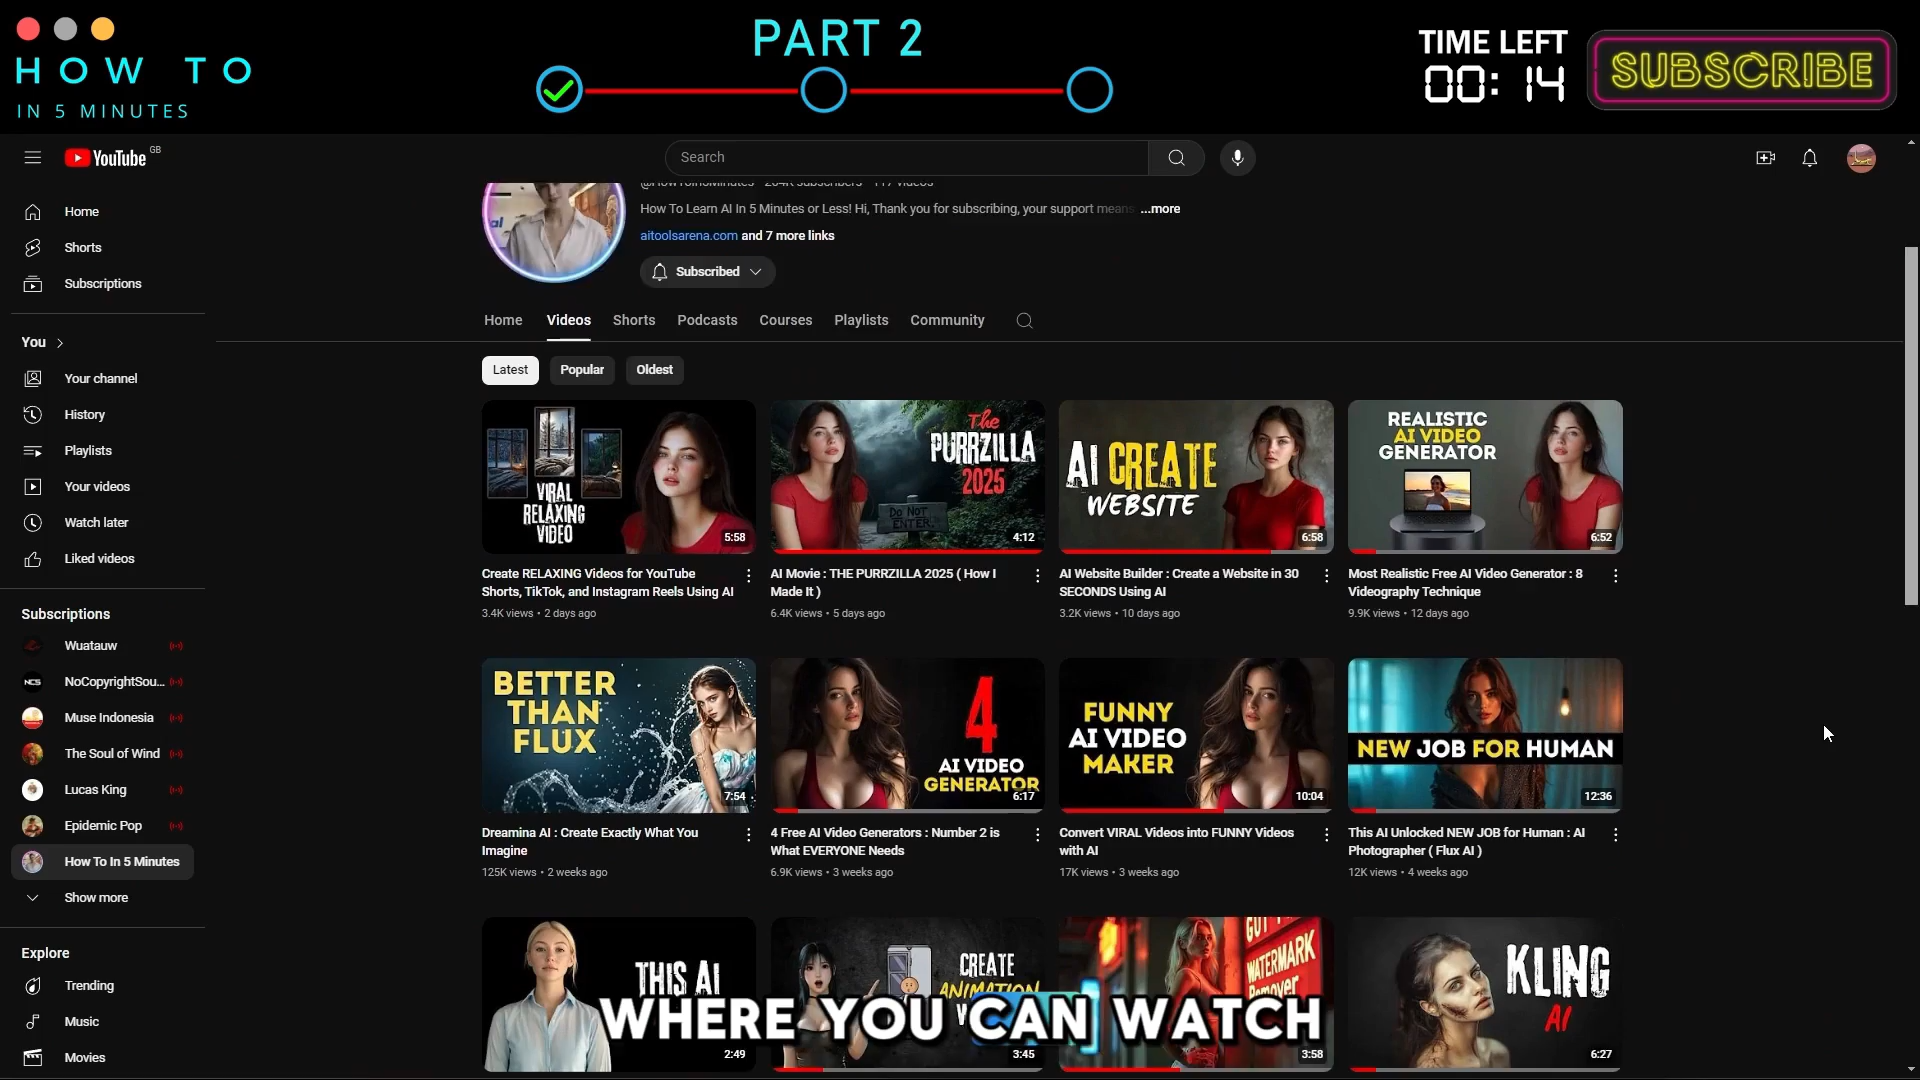 HOW TO
IN 5 MINUTES
PART 2
TIME LEFT
00:14
SUBSCRIBE
YouTube GB
Search
Home
Shorts
Subscriptions
You
Your channel
History
Playlists
Your videos
Watch later
Liked videos
Subscriptions
Wuatauw
NoCopyrightSou...
Muse Indonesia
The Soul of Wind
Lucas King
Epidemic Pop
How To In 5 Minutes
Show more
Explore
Trending
Music
Movies
How To Learn AI In 5 Minutes or Less! Hi, Thank you for subscribing, your support means ...more
aitoolsarena.com and 7 more links
Subscribed
Home Videos Shorts Podcasts Courses Playlists Community
Latest Popular Oldest
VIRAL
RELAXING
VIDEO
5:58
Create RELAXING Videos for YouTube
Shorts, TikTok, and Instagram Reels Using AI
3.4K views • 2 days ago
The
PURRZILLA
2025
DO NOT
ENTER
4:12
AI Movie : THE PURRZILLA 2025 ( How I
Made It )
6.4K views • 5 days ago
AI CREATE
WEBSITE
6:58
AI Website Builder : Create a Website in 30
SECONDS Using AI
3.2K views • 10 days ago
REALISTIC
AI VIDEO
GENERATOR
6:52
Most Realistic Free AI Video Generator : 8
Videography Technique
9.9K views • 12 days ago
BETTER
THAN
FLUX
7:54
Dreamina AI : Create Exactly What You
Imagine
125K views • 2 weeks ago
4
AI VIDEO
GENERATOR
6:17
4 Free AI Video Generators : Number 2 is
What EVERYONE Needs
6.9K views • 3 weeks ago
FUNNY
AI VIDEO
MAKER
10:04
Convert VIRAL Videos into FUNNY Videos
with AI
17K views • 3 weeks ago
NEW JOB FOR HUMAN
12:36
This AI Unlocked NEW JOB for Human : AI
Photographer ( Flux AI )
12K views • 4 weeks ago
THIS AI
2:49
CREATE
ANIMATION
3:45
WATERMARK
Remover
3:58
KLING
AI
6:27
WHERE YOU CAN WATCH